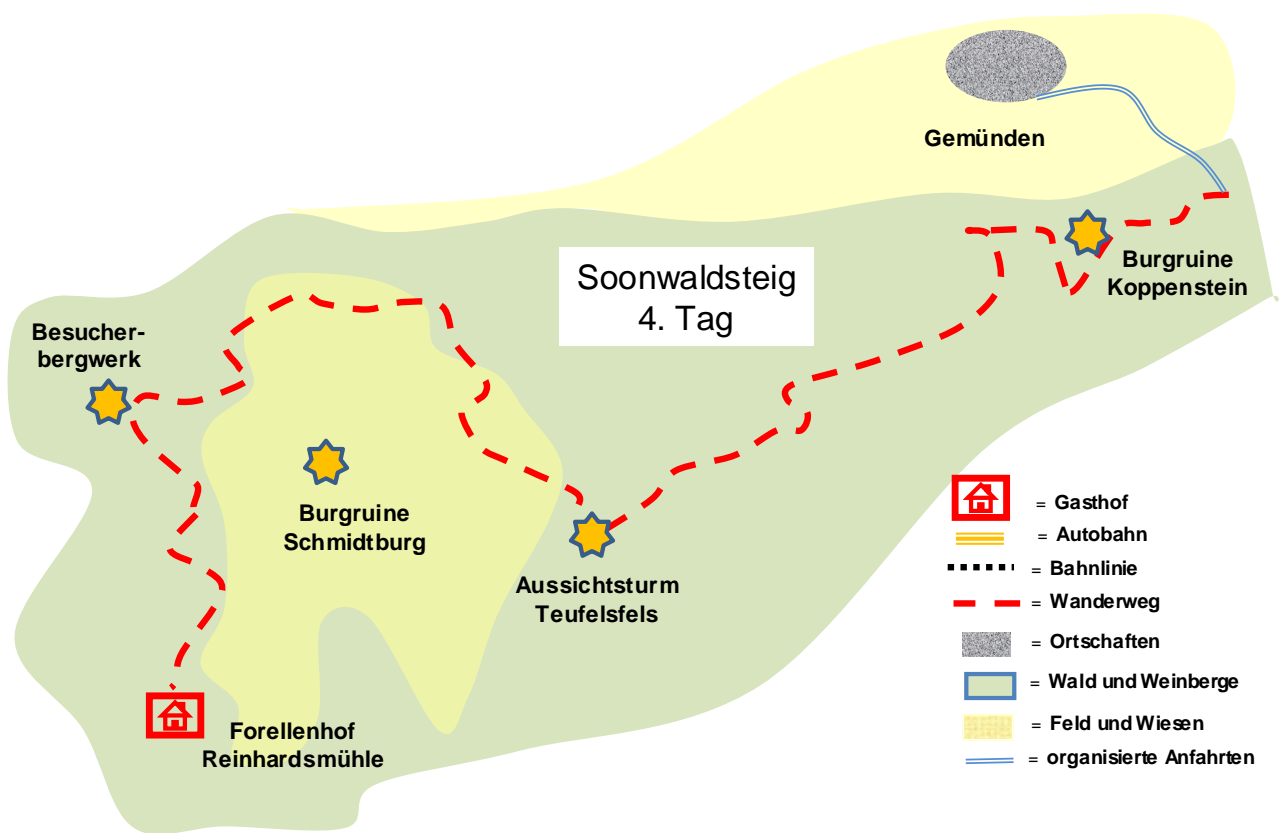 Gemünden
Burgruine
Koppenstein
Soonwaldsteig
4. Tag
Besucher-
bergwerk
Burgruine
Schmidtburg
Aussichtsturm
Teufelsfels
Forellenhof
Reinhardsmühle
= Gasthof
= Autobahn
= Bahnlinie
= Wanderweg
= Ortschaften
= Wald und Weinberge
= Feld und Wiesen
= organisierte Anfahrten